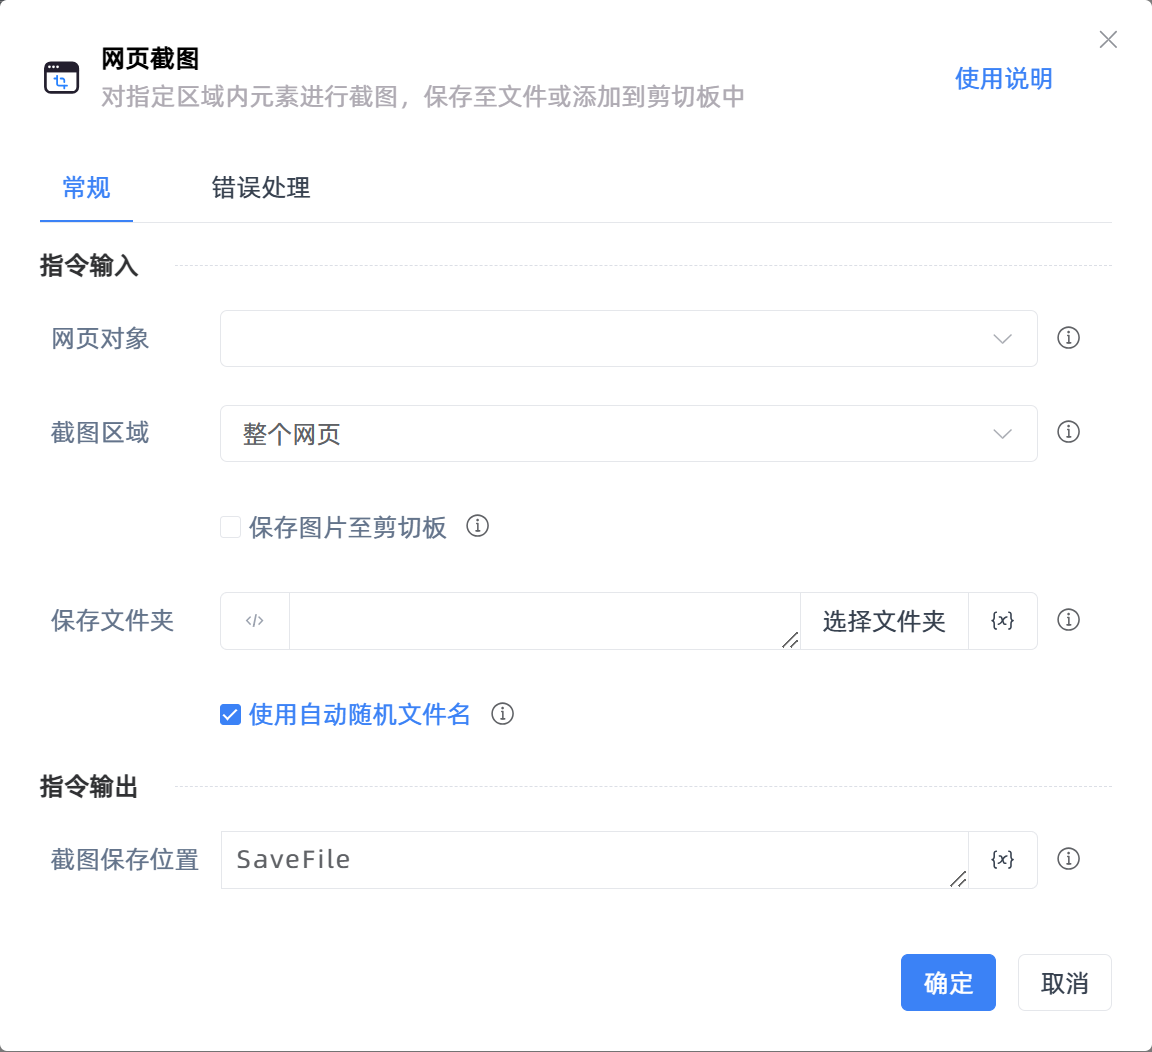 网页截图
对指定区域内元素进行截图，保存至文件或添加到剪切板中
使用说明
常规
错误处理
指令输入
网页对象
截图区域
整个网页
保存图片至剪切板
保存文件夹
</>
选择文件夹
{x}
使用自动随机文件名
指令输出
截图保存位置
SaveFile
{x}
确定
取消